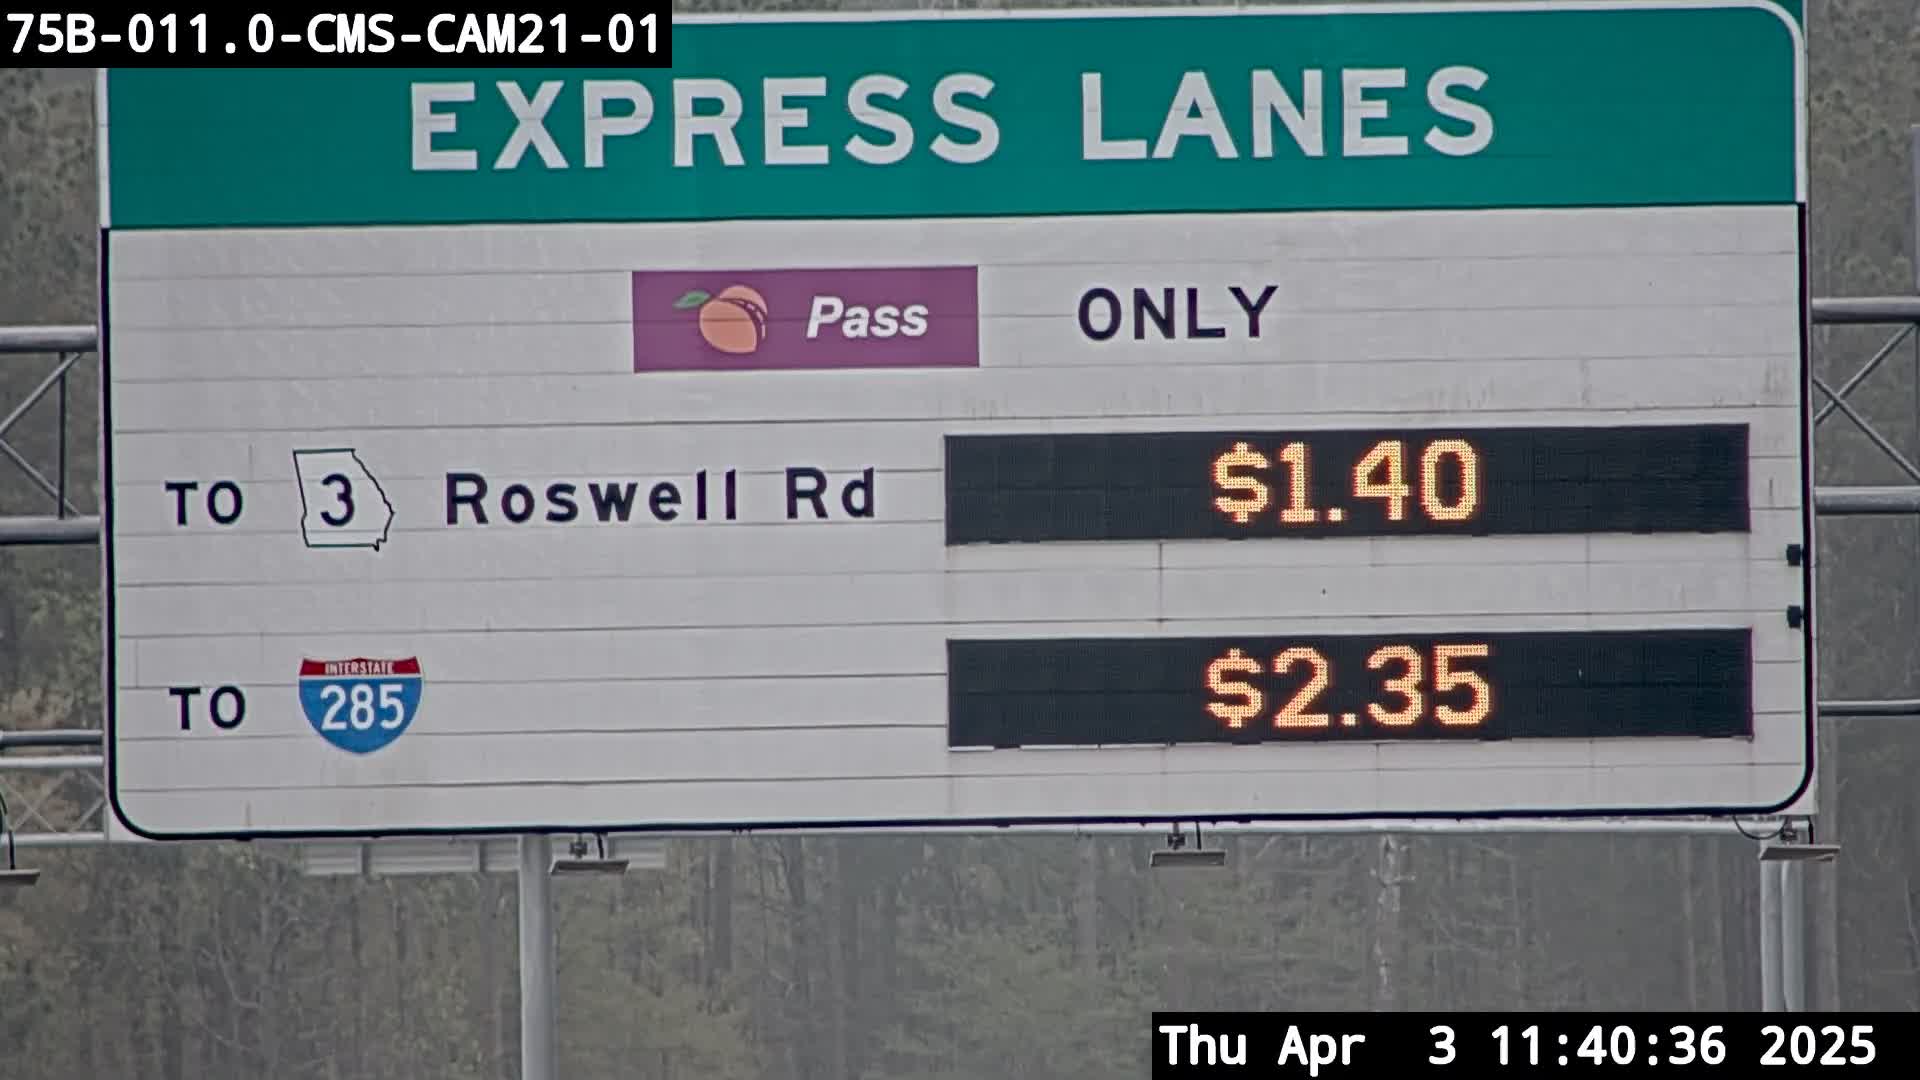 75B-011.0-CMS-CAM21-01
EXPRESS LANES
Pass ONLY
TO 3 Roswell Rd $1.40
TO INTERSTATE 285 $2.35
Thu Apr 3 11:40:36 2025